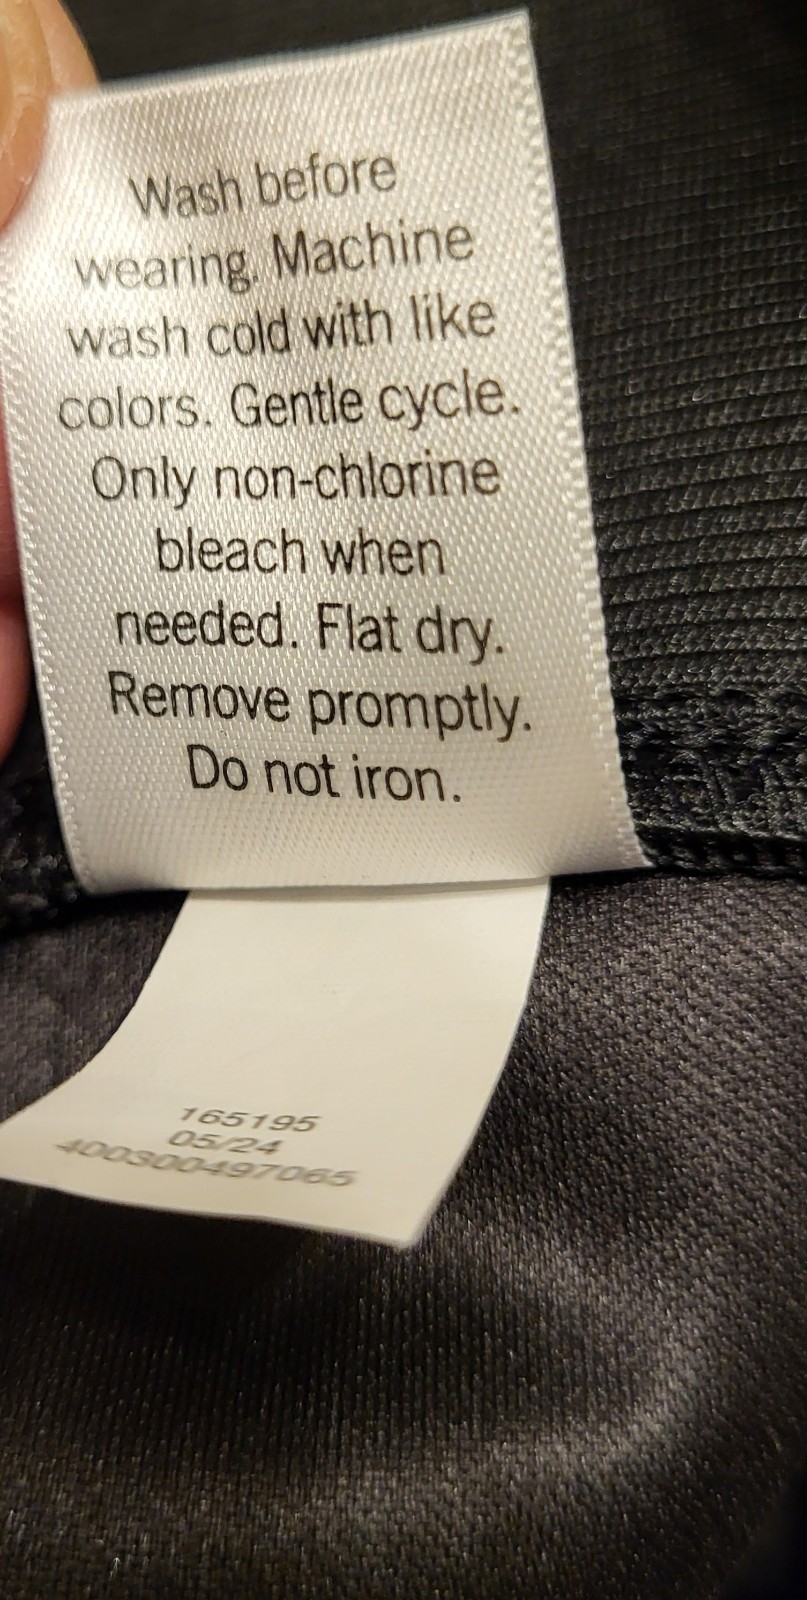 Wash before
wearing. Machine
wash cold with like
colors. Gentle cycle.
Only non-chlorine
bleach when
needed. Flat dry.
Remove promptly.
Do not iron.
165195
05/24
400300497065